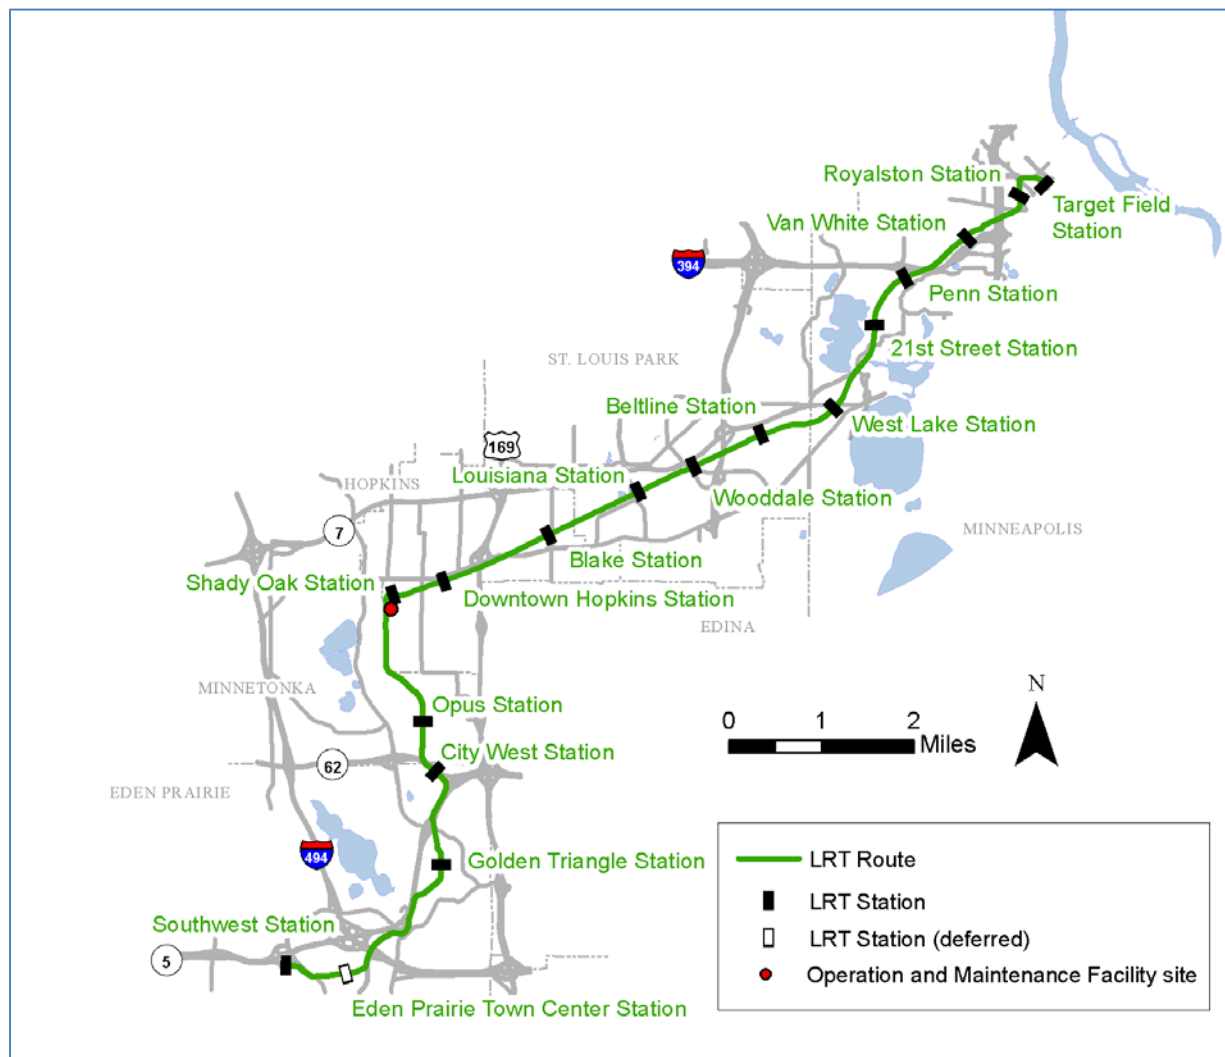 Royalston Station
Target Field
Station
Van White Station
394
Penn Station
21st Street Station
ST. LOUIS PARK
Beltline Station
West Lake Station
169
Louisiana Station
HOPKINS
Wooddale Station
7
MINNEAPOLIS
Blake Station
Shady Oak Station
Downtown Hopkins Station
EDINA
MINNETONKA
Opus Station
N
0 1 2
Miles
City West Station
62
EDEN PRAIRIE
494
Golden Triangle Station
LRT Route
LRT Station
Southwest Station
LRT Station (deferred)
5
Operation and Maintenance Facility site
Eden Prairie Town Center Station